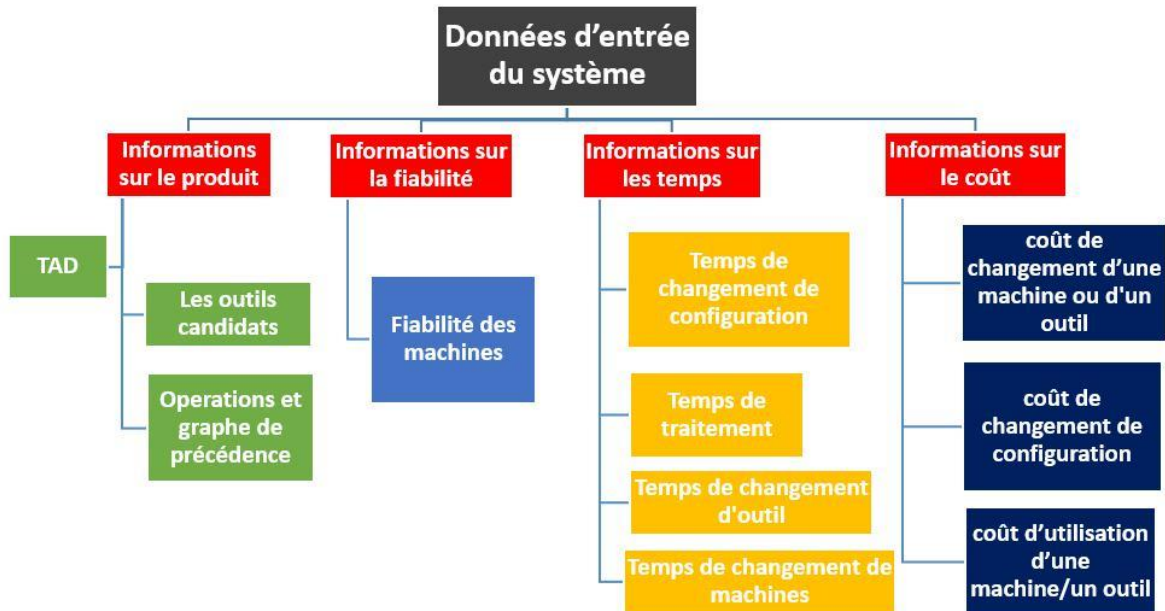 Données d’entrée
du système
Informations
sur le produit
Informations sur
la fiabilité
Informations sur
les temps
Informations sur
le coût
TAD
Les outils
candidats
Operations et
graphe de
précédence
Fiabilité des
machines
Temps de
changement de
configuration
Temps de
traitement
Temps de changement
d'outil
Temps de changement de
machines
coût de
changement d’une
machine ou d'un
outil
coût de
changement de
configuration
coût d’utilisation
d’une
machine/un outil